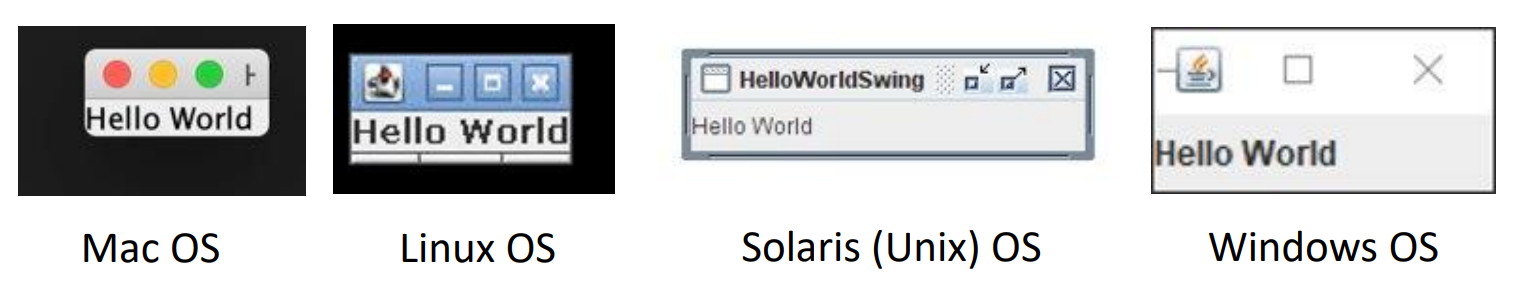 Hello World
Hello World
HelloWorldSwing
Hello World
Hello World
Mac OS
Linux OS
Solaris (Unix) OS
Windows OS